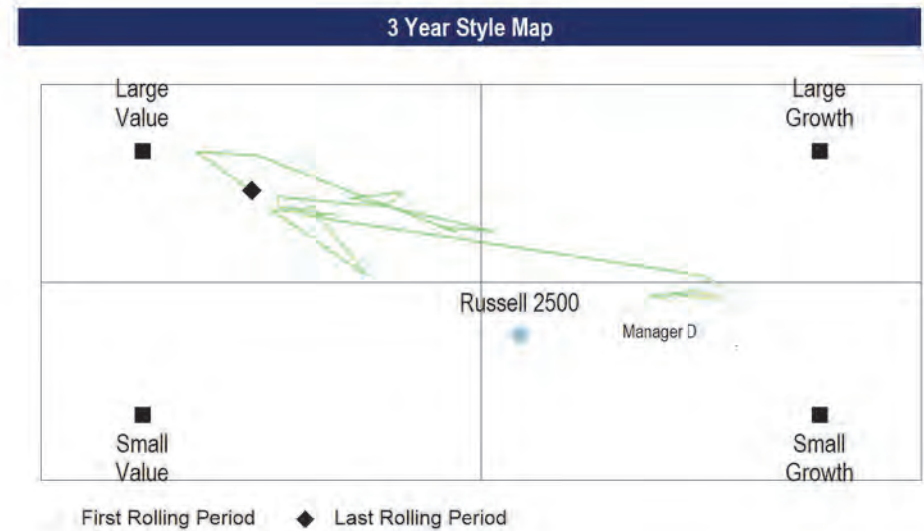 3 Year Style Map
Large
Value
Large
Growth
Russell 2500
Manager D
Small
Value
Small
Growth
First Rolling Period
Last Rolling Period